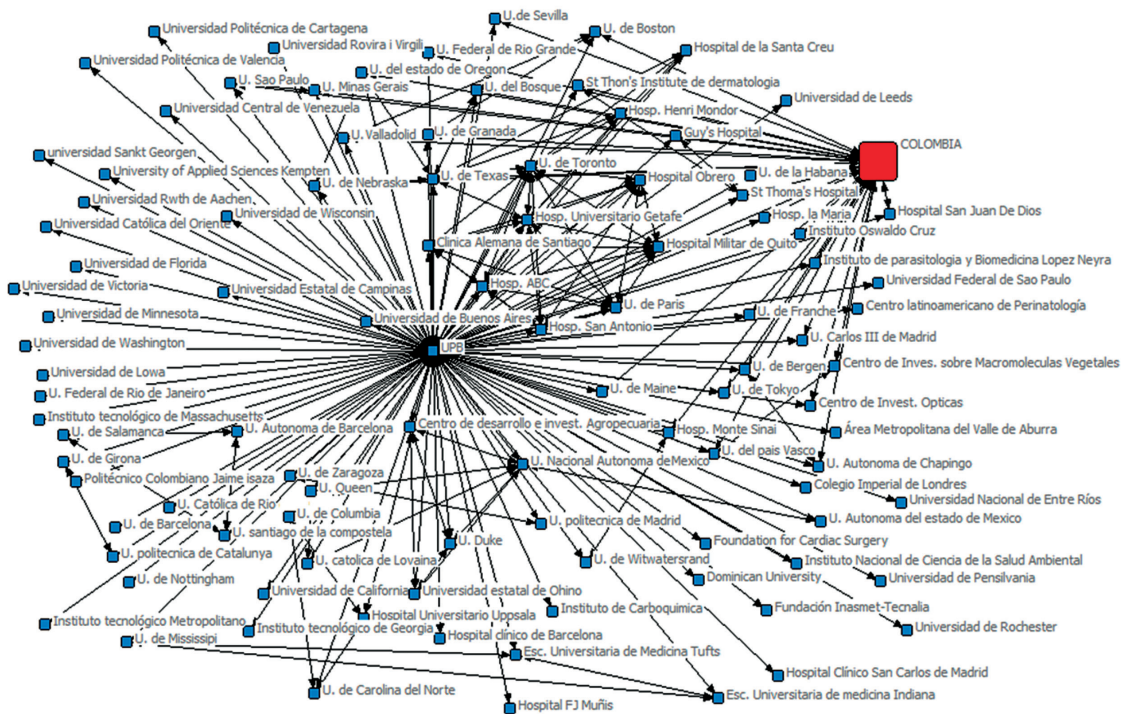 U.de Sevilla
Universidad Politécnica de Cartagena
U. de Boston
Universidad Rovira i Virgili
U. Federal de Rio Grande
Hospital de la Santa Creu
Universidad Politécnica de Valencia
U. del estado de Oregon
U. Sao Paulo
U. Minas Gerais
U. del Bosque
St Thon's Institute de dermatologia
Universidad de Leeds
Universidad Central de Venezuela
Hosp. Henri Mondor
U. Valladolid
U. de Granada
Guy's Hospital
COLOMBIA
universidad Sankt Georgen
University of Applied Sciences Kempten
U. de Toronto
U. de la Habana
U. de Nebraska
U. de Texas
Hospital Obrero
St Thoma's Hospital
Universidad Rwth de Aachen
Universidad de Wisconsin
Hosp. Universitario Getafe
Hosp. la Maria
Hospital San Juan De Dios
Universidad Católica del Oriente
Instituto Oswaldo Cruz
Clinica Alemana de Santiago
Hospital Militar de Quito
Universidad de Florida
Instituto de parasitologia y Biomedicina Lopez Neyra
Universidad de Victoria
Universidad Estatal de Campinas
Hosp. ABC
Universidad Federal de Sao Paulo
Universidad de Minnesota
Universidad de Buenos Aires
U. de Paris
U. de Franche
Centro latinoamericano de Perinatología
Hosp. San Antonio
Universidad de Washington
UPB
U. Carlos III de Madrid
Universidad de Lowa
U. de Bergen
Centro de Inves. sobre Macromoleculas Vegetales
U. Federal de Rio de Janeiro
U. de Maine
U. de Tokyo
Centro de Invest. Opticas
Instituto tecnológico de Massachusetts
U. de Salamanca
U. Autonoma de Barcelona
Centro de desarrollo e invest. Agropecuaria
Hosp. Monte Sinai
Área Metropolitana del Valle de Aburra
U. de Girona
U. Nacional Autonoma deMexico
U. del pais Vasco
U. Autonoma de Chapingo
Politécnico Colombiano Jaime isaza
U. de Zaragoza
U. Queen
Colegio Imperial de Londres
Universidad Nacional de Entre Ríos
U. Católica de Rio
U. de Columbia
U. politecnica de Madrid
U. Autonoma del estado de Mexico
U. de Barcelona
U. santiago de la compostela
U. Duke
Foundation for Cardiac Surgery
U. politecnica de Catalunya
U. catolica de Lovaina
U. de Witwatersrand
Instituto Nacional de Ciencia de la Salud Ambiental
U. de Nottingham
Dominican University
Universidad de Pensilvania
Universidad de California
Universidad estatal de Ohino
Instituto tecnológico Metropolitano
Hospital Universitario Uppsala
Instituto de Carboquimica
Fundación Inasmet-Tecnalia
Instituto tecnológico de Georgia
Hospital clínico de Barcelona
Universidad de Rochester
U. de Missisipi
Esc. Universitaria de Medicina Tufts
Hospital Clínico San Carlos de Madrid
U. de Carolina del Norte
Esc. Universitaria de medicina Indiana
Hospital FJ Muñis